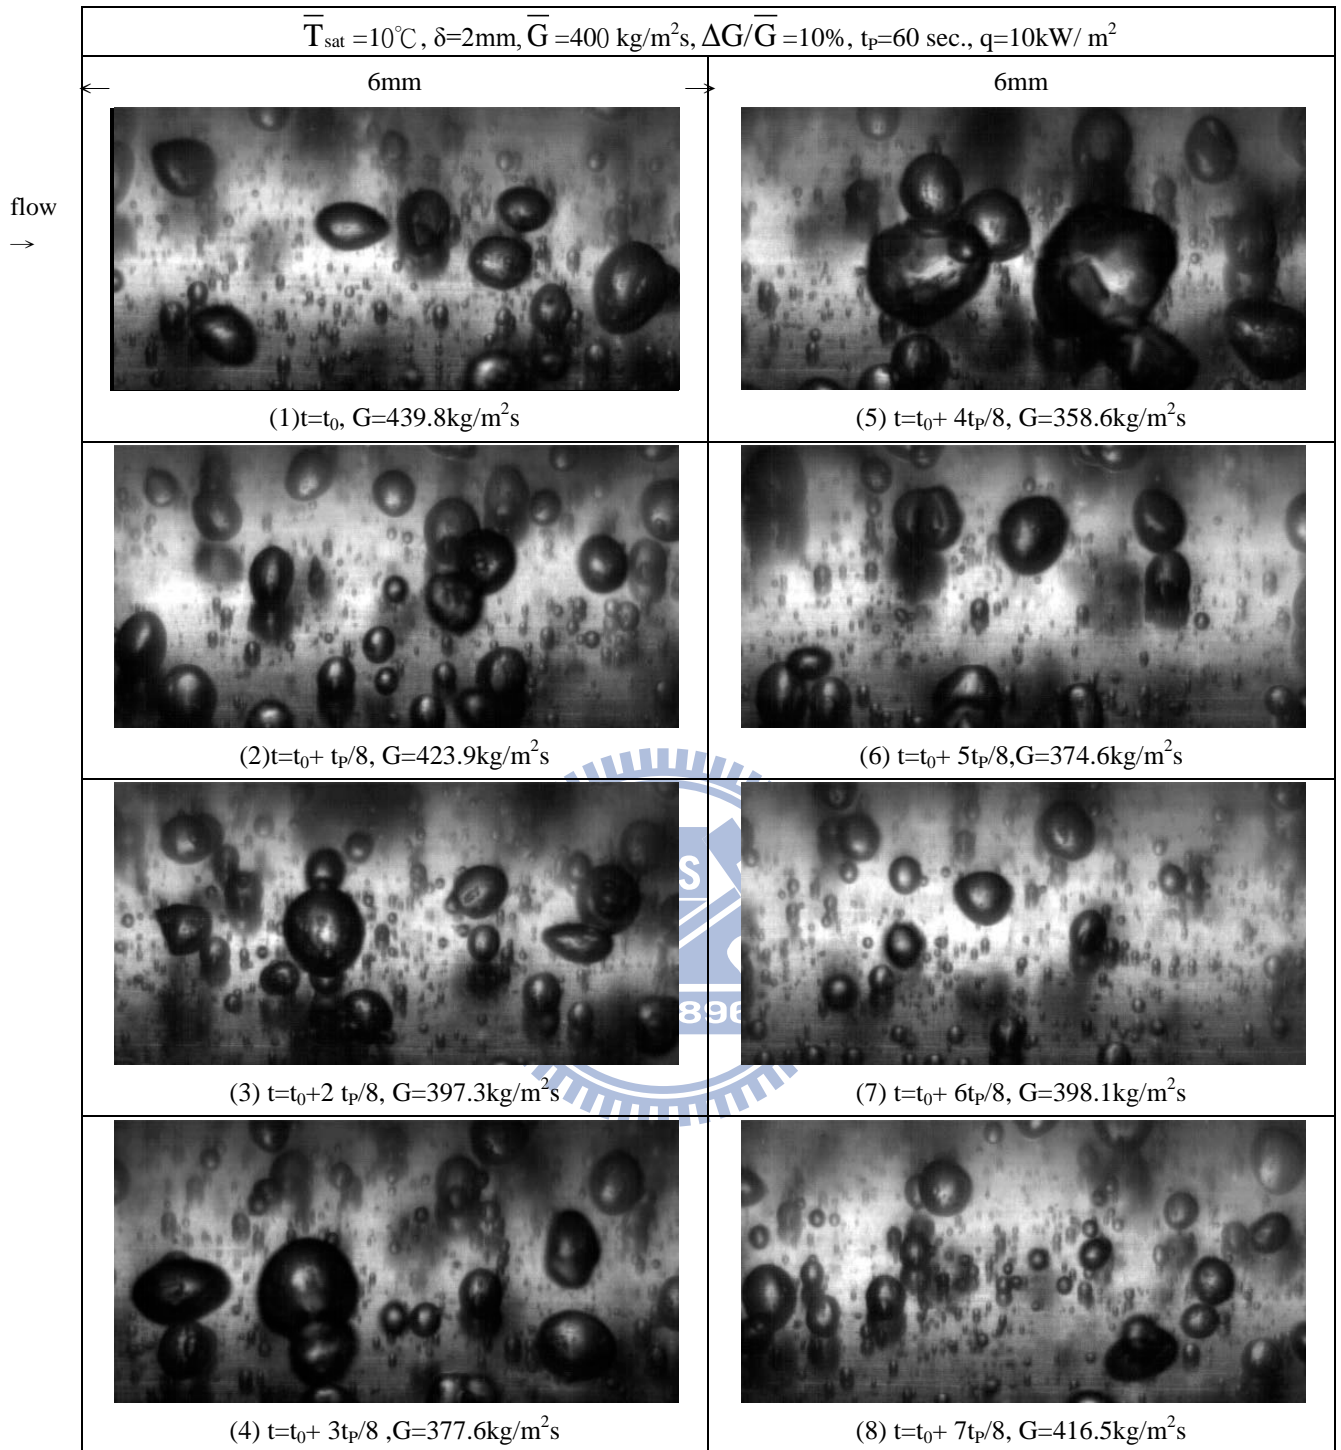 T̅sat =10℃, δ=2mm, G̅ =400 kg/m²s, ΔG/G̅ =10%, tP=60 sec., q=10kW/ m²
← 6mm → 6mm
flow
→
(1)t=t₀, G=439.8kg/m²s
(5) t=t₀+ 4tP/8, G=358.6kg/m²s
(2)t=t₀+ tP/8, G=423.9kg/m²s
(6) t=t₀+ 5tP/8,G=374.6kg/m²s
S
896
(3) t=t₀+2 tP/8, G=397.3kg/m²s
(7) t=t₀+ 6tP/8, G=398.1kg/m²s
(4) t=t₀+ 3tP/8 ,G=377.6kg/m²s
(8) t=t₀+ 7tP/8, G=416.5kg/m²s